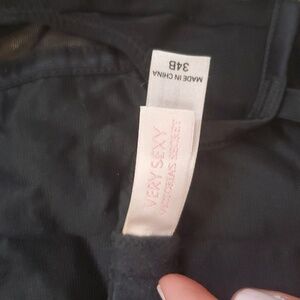 34B
MADE IN CHINA
VERY SEXY
VICTORIA'S SECRET